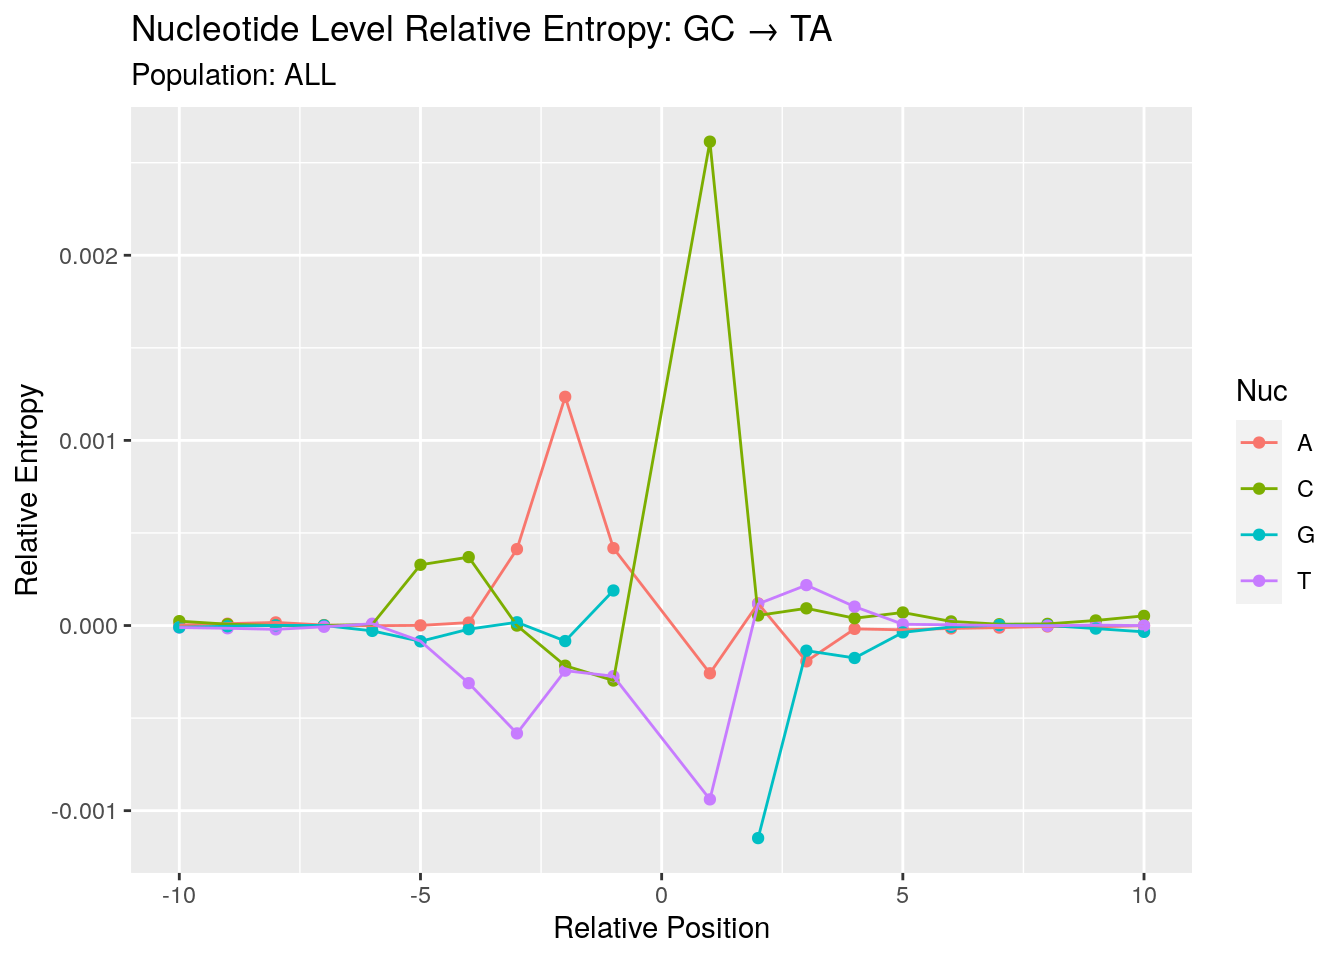 Nucleotide Level Relative Entropy: GC → TA
Population: ALL
Relative Entropy
0.002
0.001
0.000
-0.001
-10
-5
0
5
10
Relative Position
Nuc
A
C
G
T